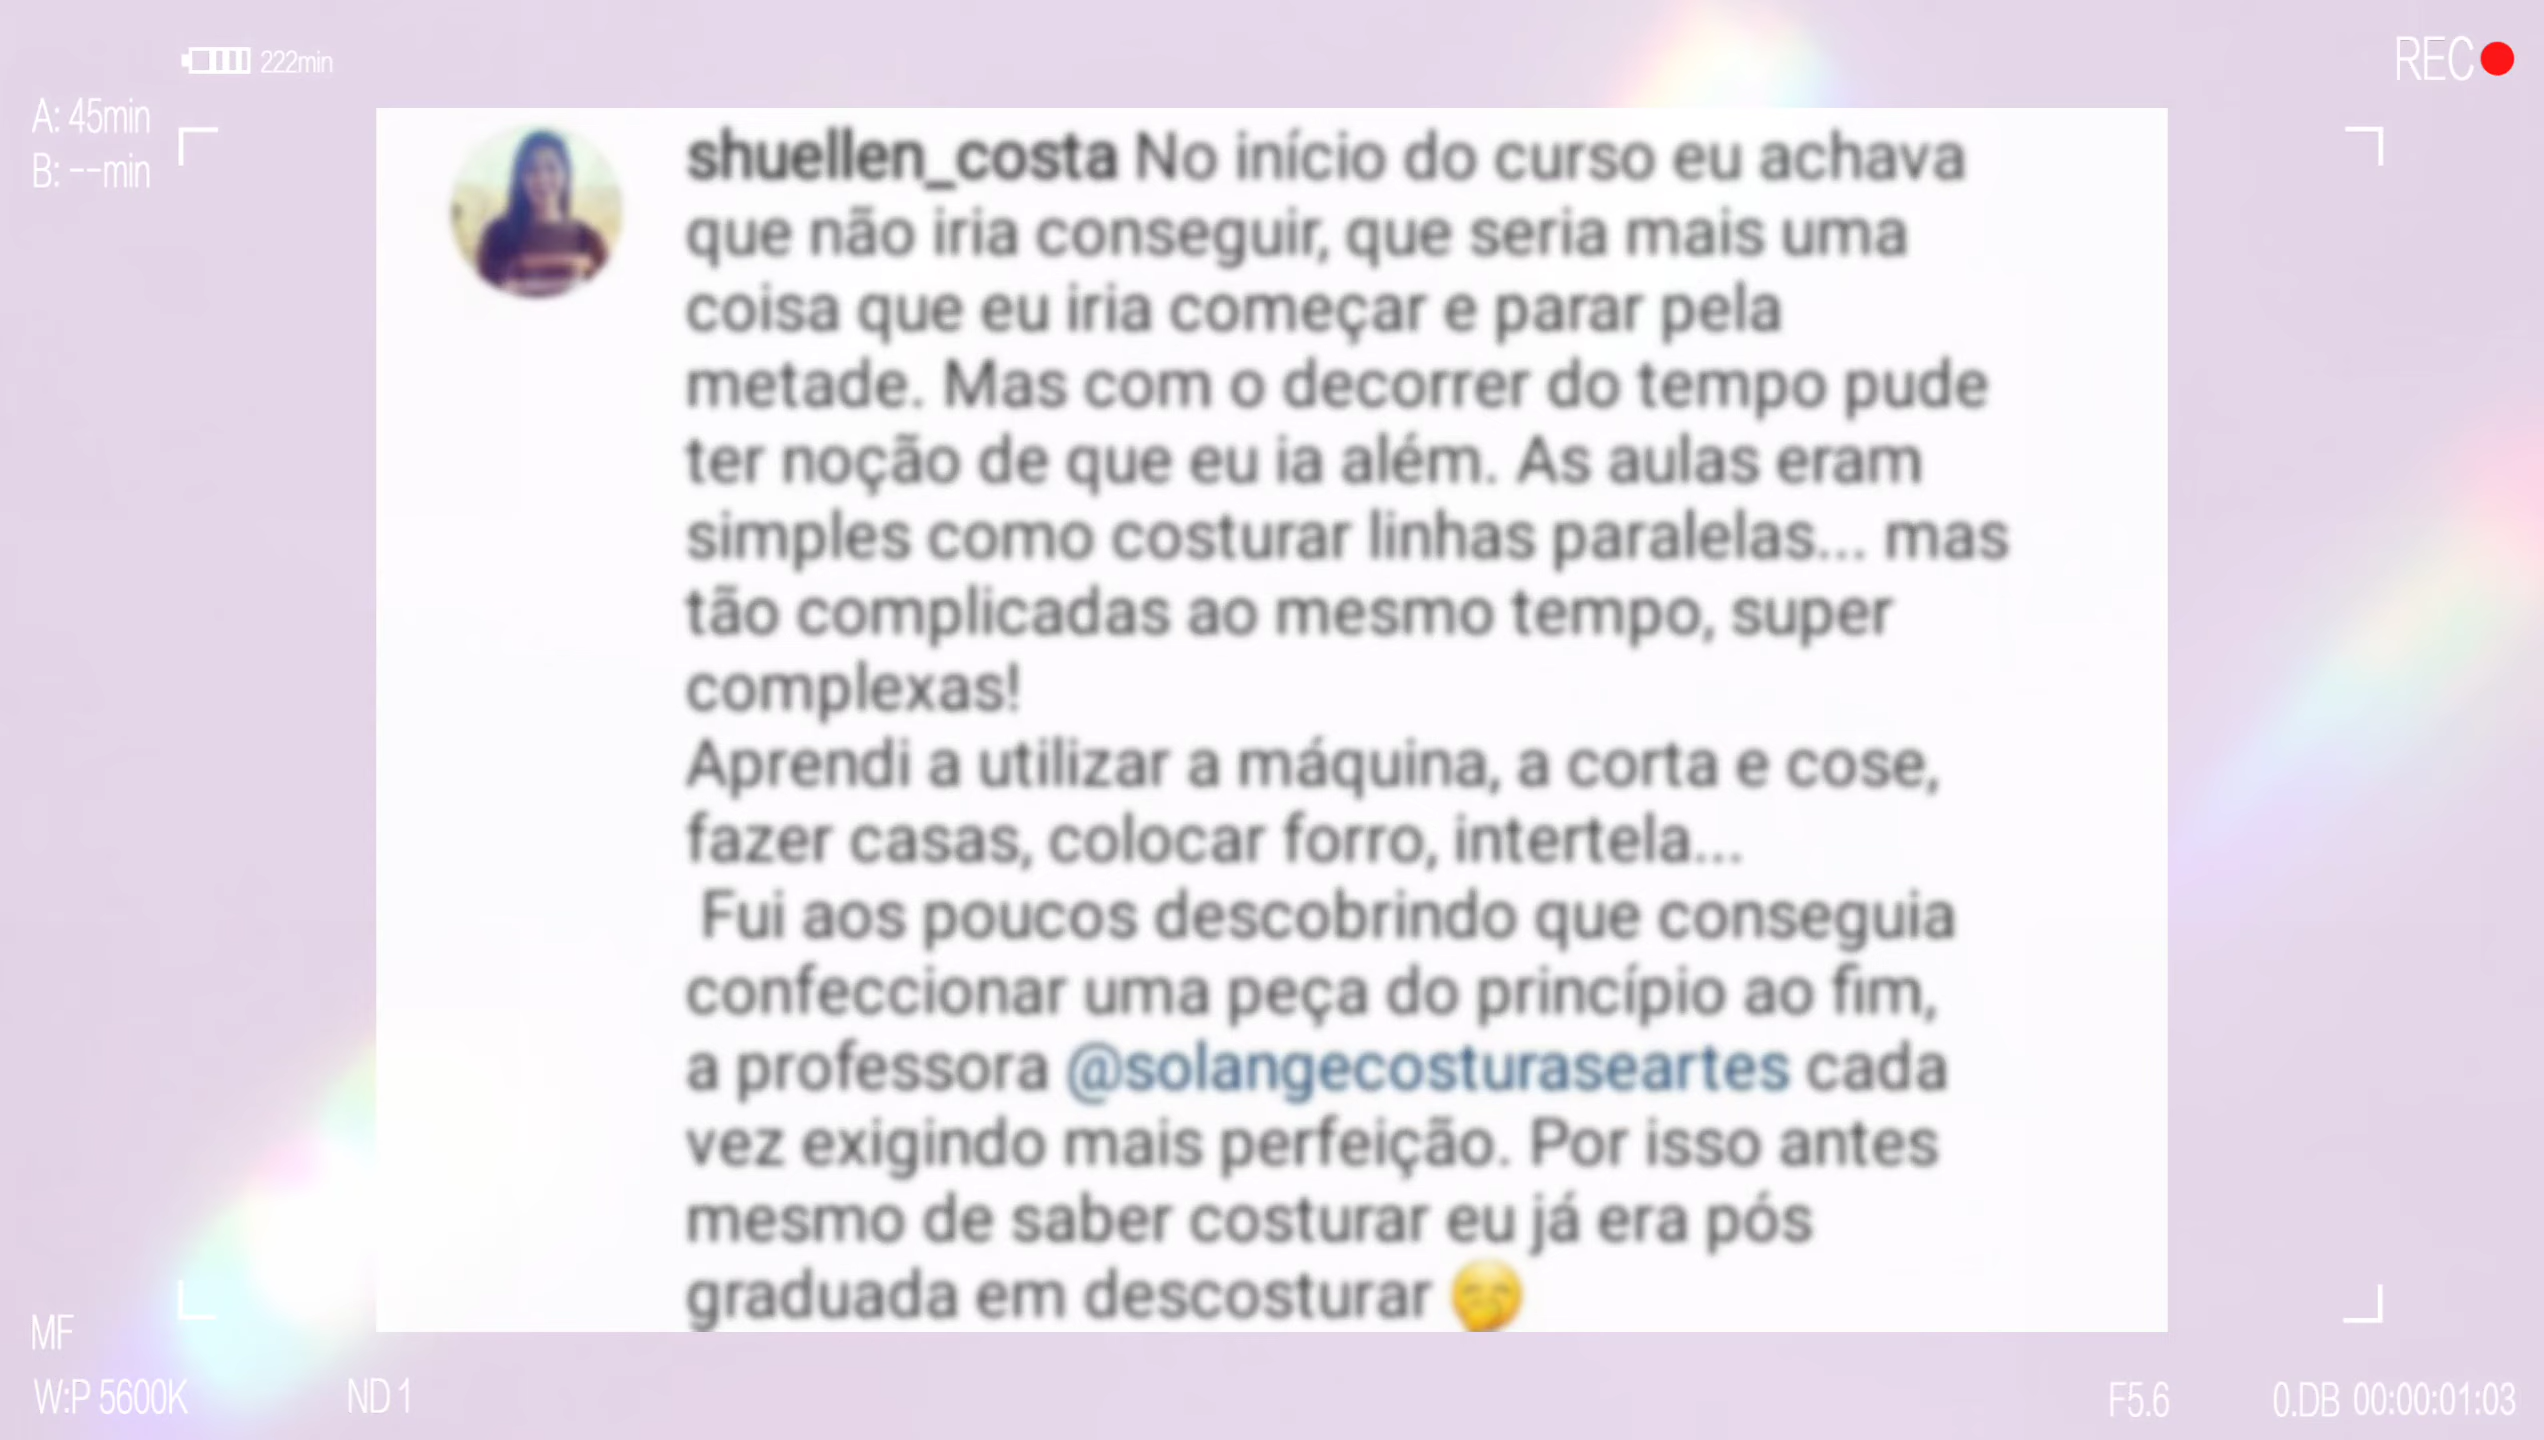 222min
REC
A: 45min
B: --min
shuellen_costa No início do curso eu achava
que não iria conseguir, que seria mais uma
coisa que eu iria começar e parar pela
metade. Mas com o decorrer do tempo pude
ter noção de que eu ia além. As aulas eram
simples como costurar linhas paralelas... mas
tão complicadas ao mesmo tempo, super
complexas!
Aprendi a utilizar a máquina, a corta e cose,
fazer casas, colocar forro, intertela...
Fui aos poucos descobrindo que conseguia
confeccionar uma peça do princípio ao fim,
a professora @solangecosturaseartes cada
vez exigindo mais perfeição. Por isso antes
mesmo de saber costurar eu já era pós
graduada em descosturar 🤭
MF
W:P 5600K
ND 1
F5.6
0.DB 00:00:01:03